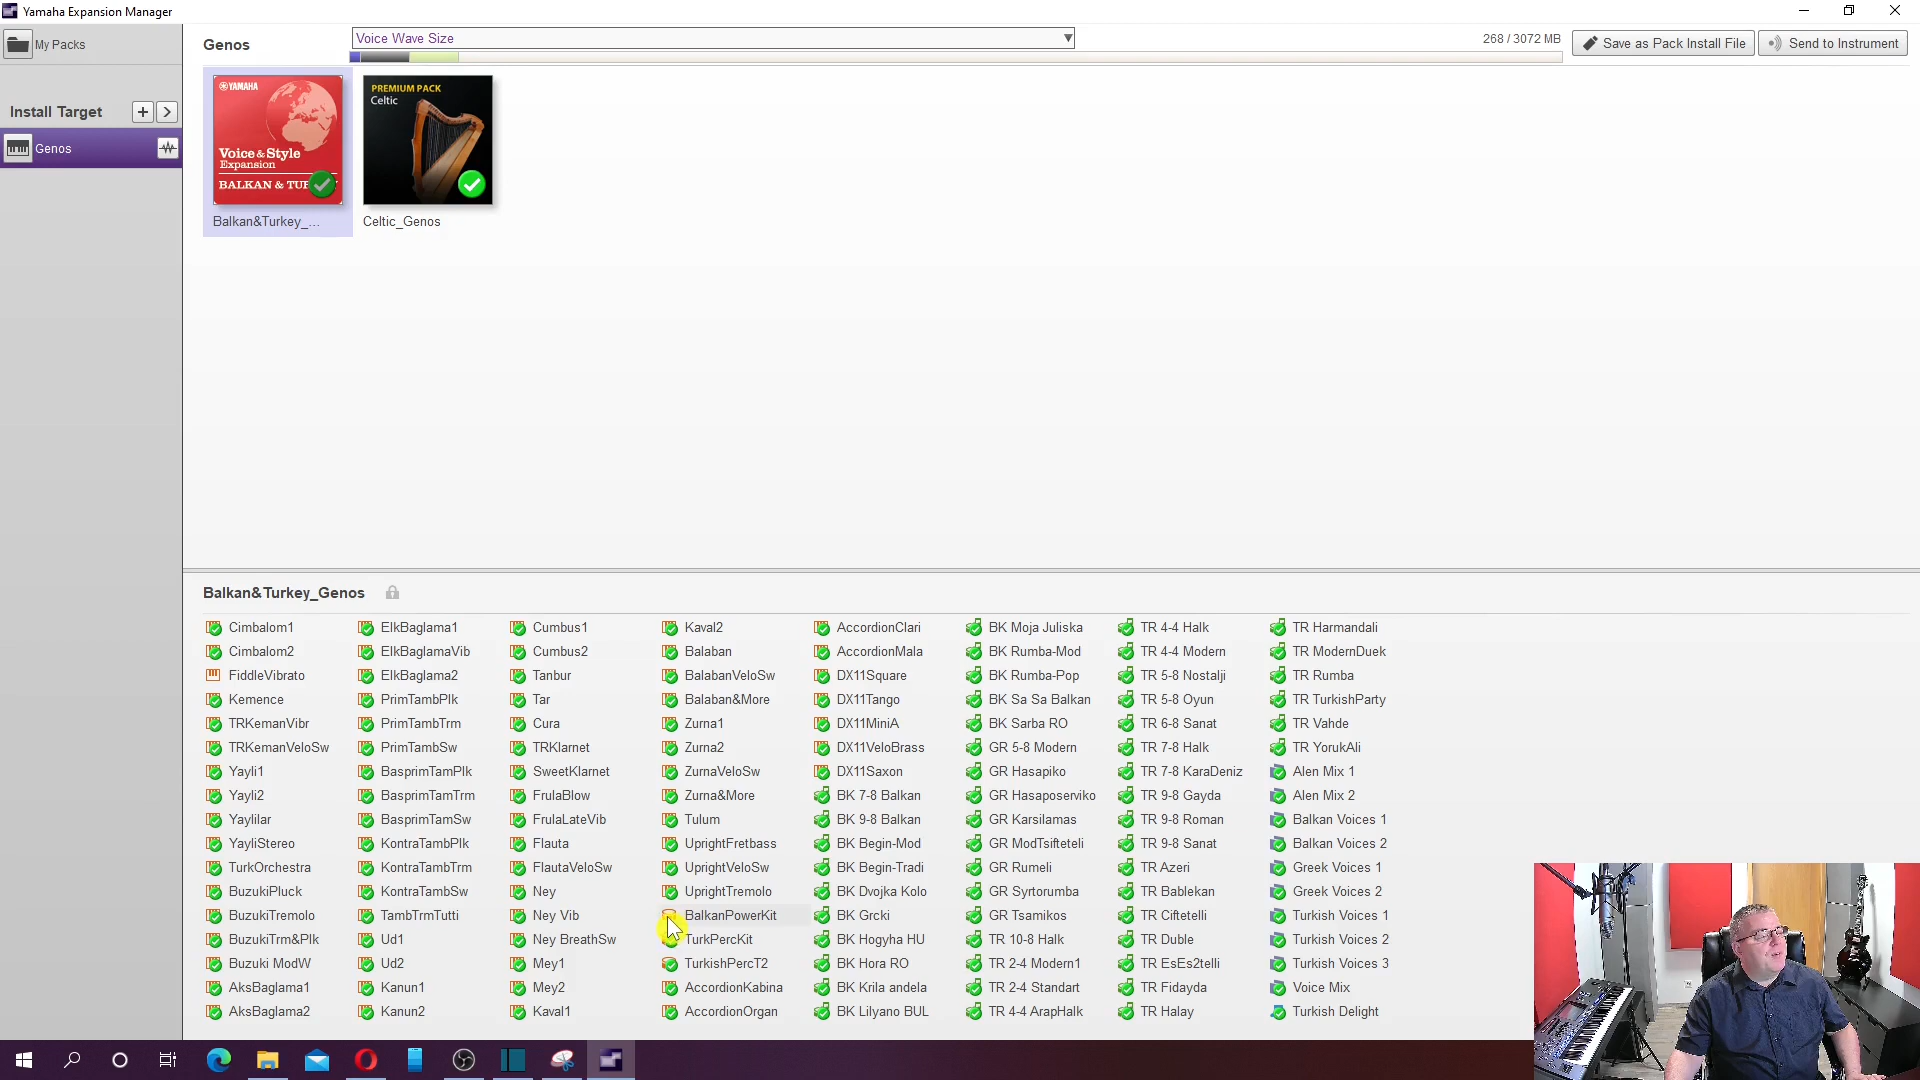 Yamaha Expansion Manager
My Packs
Install Target
Genos
Genos
Voice Wave Size
268 / 3072 MB
Save as Pack Install File
Send to Instrument
YAMAHA
Voice & Style
Expansion
BALKAN & TUR
Balkan&Turkey_...
PREMIUM PACK
Celtic
Celtic_Genos
Balkan&Turkey_Genos
Cimbalom1
Cimbalom2
FiddleVibrato
Kemence
TRKemanVibr
TRKemanVeloSw
Yayli1
Yayli2
Yaylilar
YayliStereo
TurkOrchestra
BuzukiPluck
BuzukiTremolo
BuzukiTrm&Plk
Buzuki ModW
AksBaglama1
AksBaglama2
ElkBaglama1
ElkBaglamaVib
ElkBaglama2
PrimTambPlk
PrimTambTrm
PrimTambSw
BasprimTamPlk
BasprimTamTrm
BasprimTamSw
KontraTambPlk
KontraTambTrm
KontraTambSw
TambTrmTutti
Ud1
Ud2
Kanun1
Kanun2
Cumbus1
Cumbus2
Tanbur
Tar
Cura
TRKlarnet
SweetKlarnet
FrulaBlow
FrulaLateVib
Flauta
FlautaVeloSw
Ney
Ney Vib
Ney BreathSw
Mey1
Mey2
Kaval1
Kaval2
Balaban
BalabanVeloSw
Balaban&More
Zurna1
Zurna2
ZurnaVeloSw
Zurna&More
Tulum
UprightFretbass
UprightVeloSw
UprightTremolo
BalkanPowerKit
TurkPercKit
TurkishPercT2
AccordionKabina
AccordionOrgan
AccordionClari
AccordionMala
DX11Square
DX11Tango
DX11MiniA
DX11VeloBrass
DX11Saxon
BK 7-8 Balkan
BK 9-8 Balkan
BK Begin-Mod
BK Begin-Tradi
BK Dvojka Kolo
BK Grcki
BK Hogyha HU
BK Hora RO
BK Krila andela
BK Lilyano BUL
BK Moja Juliska
BK Rumba-Mod
BK Rumba-Pop
BK Sa Sa Balkan
BK Sarba RO
GR 5-8 Modern
GR Hasapiko
GR Hasaposerviko
GR Karsilamas
GR ModTsifteteli
GR Rumeli
GR Syrtorumba
GR Tsamikos
TR 10-8 Halk
TR 2-4 Modern1
TR 2-4 Standart
TR 4-4 ArapHalk
TR 4-4 Halk
TR 4-4 Modern
TR 5-8 Nostalji
TR 5-8 Oyun
TR 6-8 Sanat
TR 7-8 Halk
TR 7-8 KaraDeniz
TR 9-8 Gayda
TR 9-8 Roman
TR 9-8 Sanat
TR Azeri
TR Bablekan
TR Ciftetelli
TR Duble
TR EsEs2telli
TR Fidayda
TR Halay
TR Harmandali
TR ModernDuek
TR Rumba
TR TurkishParty
TR Vahde
TR YorukAli
Alen Mix 1
Alen Mix 2
Balkan Voices 1
Balkan Voices 2
Greek Voices 1
Greek Voices 2
Turkish Voices 1
Turkish Voices 2
Turkish Voices 3
Voice Mix
Turkish Delight